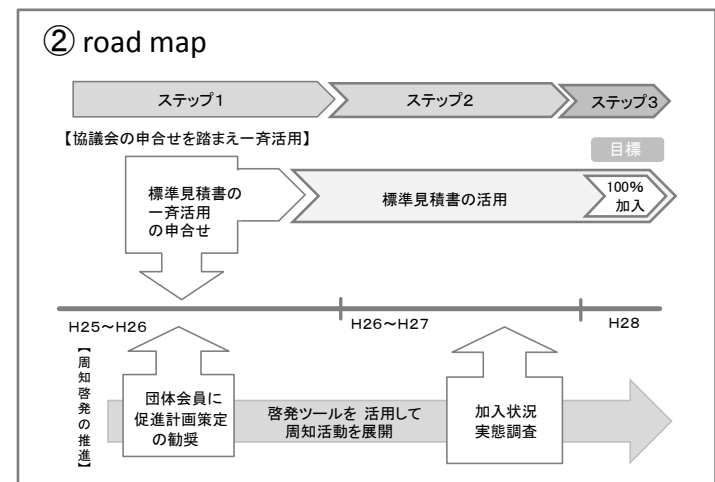 ② road map
ステップ1
ステップ2
ステップ3
【協議会の申合せを踏まえ一斉活用】
目標
標準見積書の
一斉活用
の申合せ
標準見積書の活用
100%
加入
H25～H26
H26～H27
H28
【周知啓発の推進】
団体会員に
促進計画策定
の勧奨
啓発ツールを 活用して
周知活動を展開
加入状況
実態調査